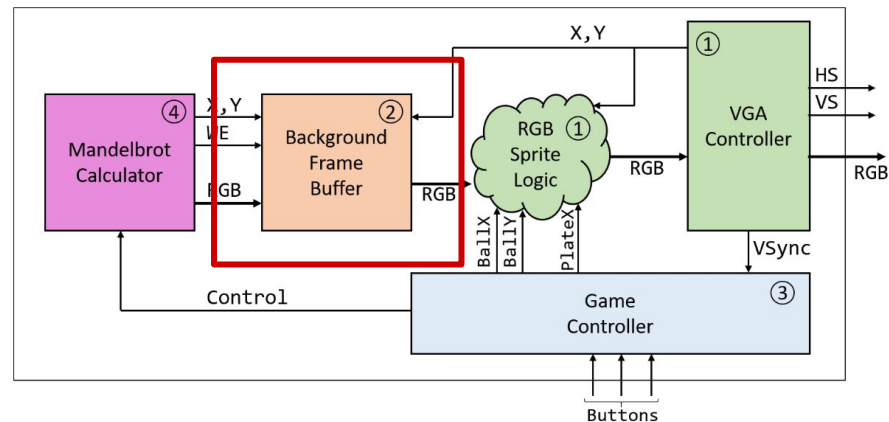 X,Y
①
HS
VS
VGA
Controller
RGB
④
X,Y
WE
RGB
Mandelbrot
Calculator
②
Background
Frame
Buffer
RGB
RGB ①
Sprite
Logic
RGB
BallX
BallY
PlateX
VSync
Control
③
Game
Controller
Buttons